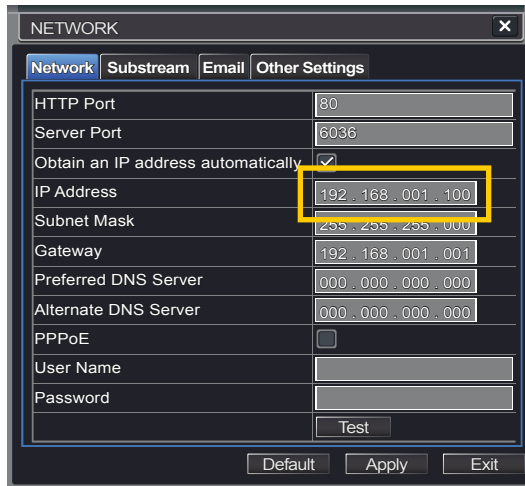 NETWORK
Network Substream Email Other Settings
HTTP Port 80
Server Port 6036
Obtain an IP address automatically
IP Address 192 . 168 . 001 . 100
Subnet Mask 255 . 255 . 255 . 000
Gateway 192 . 168 . 001 . 001
Preferred DNS Server 000 . 000 . 000 . 000
Alternate DNS Server 000 . 000 . 000 . 000
PPPoE
User Name
Password
Test
Default Apply Exit